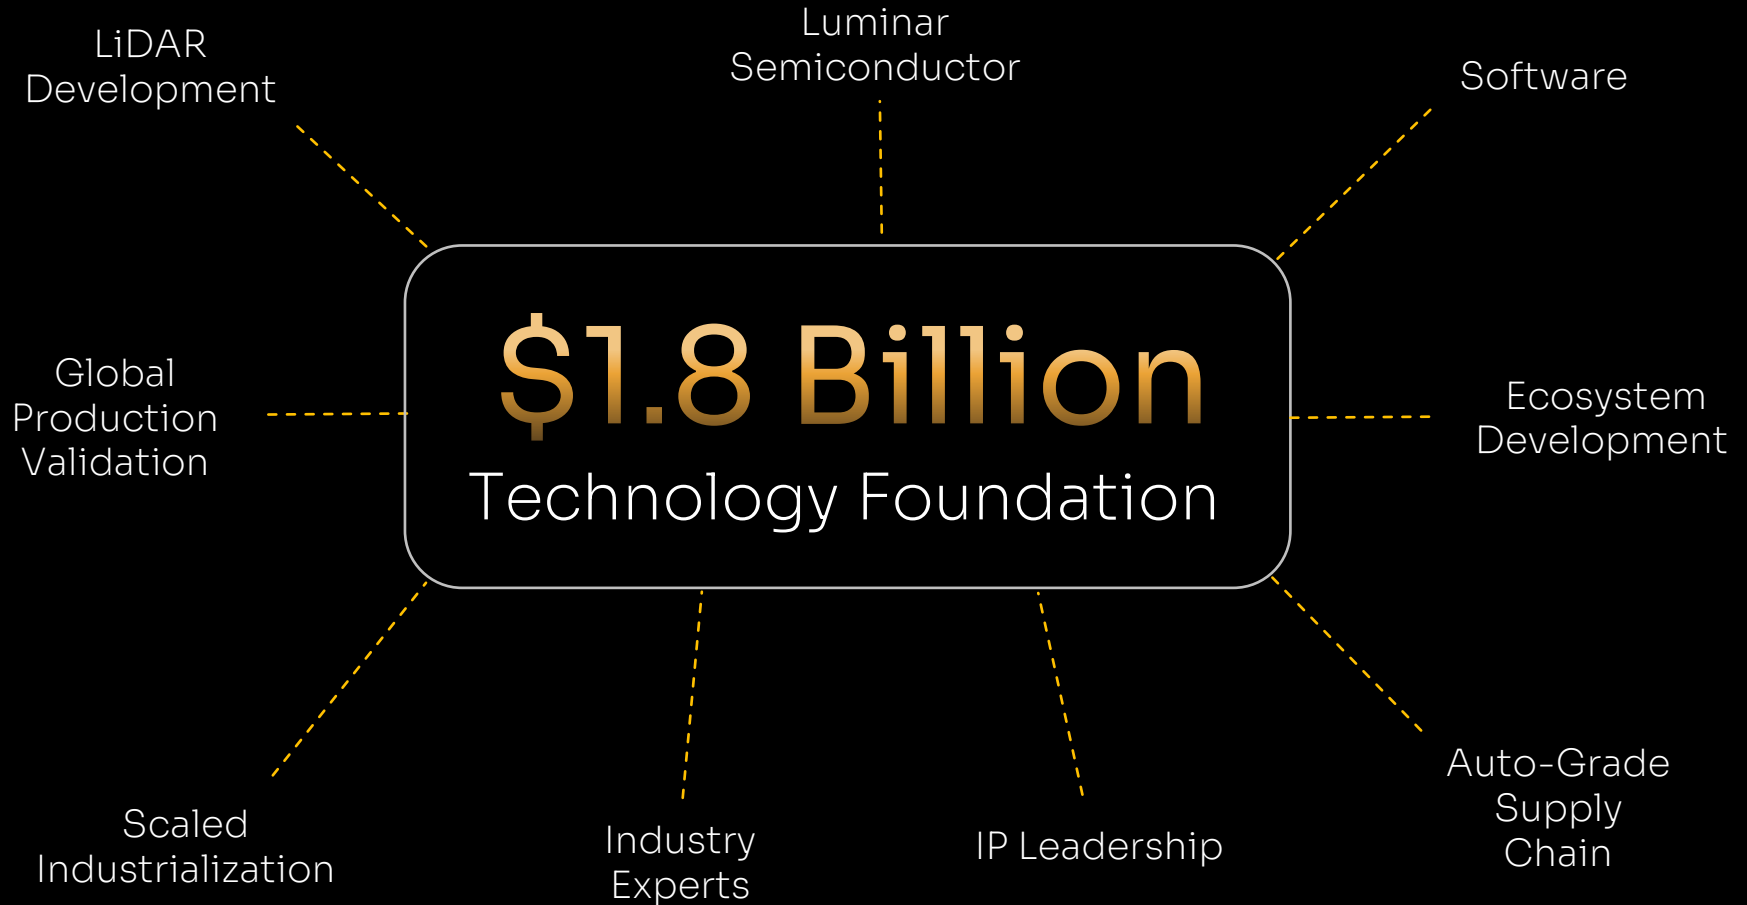 LiDAR
Development
Luminar
Semiconductor
Software
Global
Production
Validation
$1.8 Billion
Technology Foundation
Ecosystem
Development
Scaled
Industrialization
Industry
Experts
IP Leadership
Auto-Grade
Supply
Chain